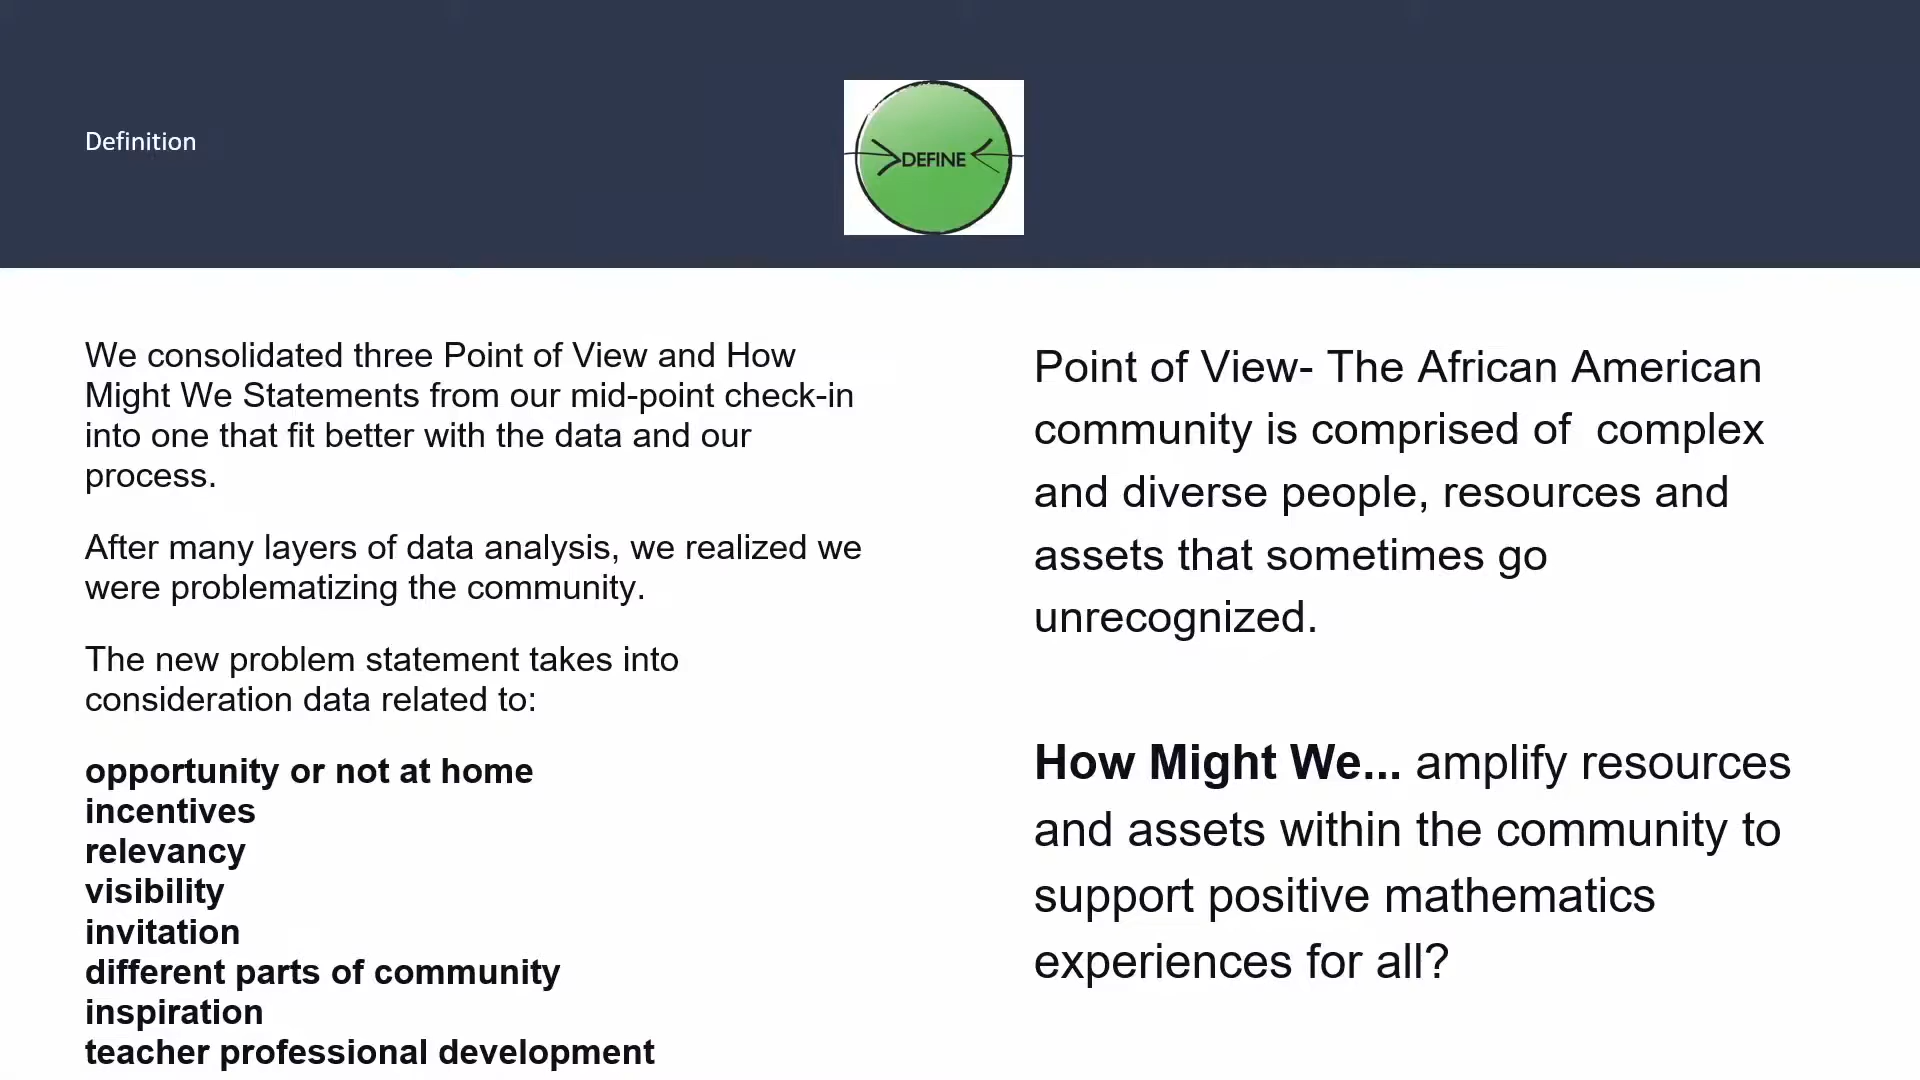 Definition
DEFINE
We consolidated three Point of View and How
Might We Statements from our mid-point check-in
into one that fit better with the data and our
process.
After many layers of data analysis, we realized we
were problematizing the community.
The new problem statement takes into
consideration data related to:
opportunity or not at home
incentives
relevancy
visibility
invitation
different parts of community
inspiration
teacher professional development
Point of View- The African American
community is comprised of  complex
and diverse people, resources and
assets that sometimes go
unrecognized.
How Might We... amplify resources
and assets within the community to
support positive mathematics
experiences for all?